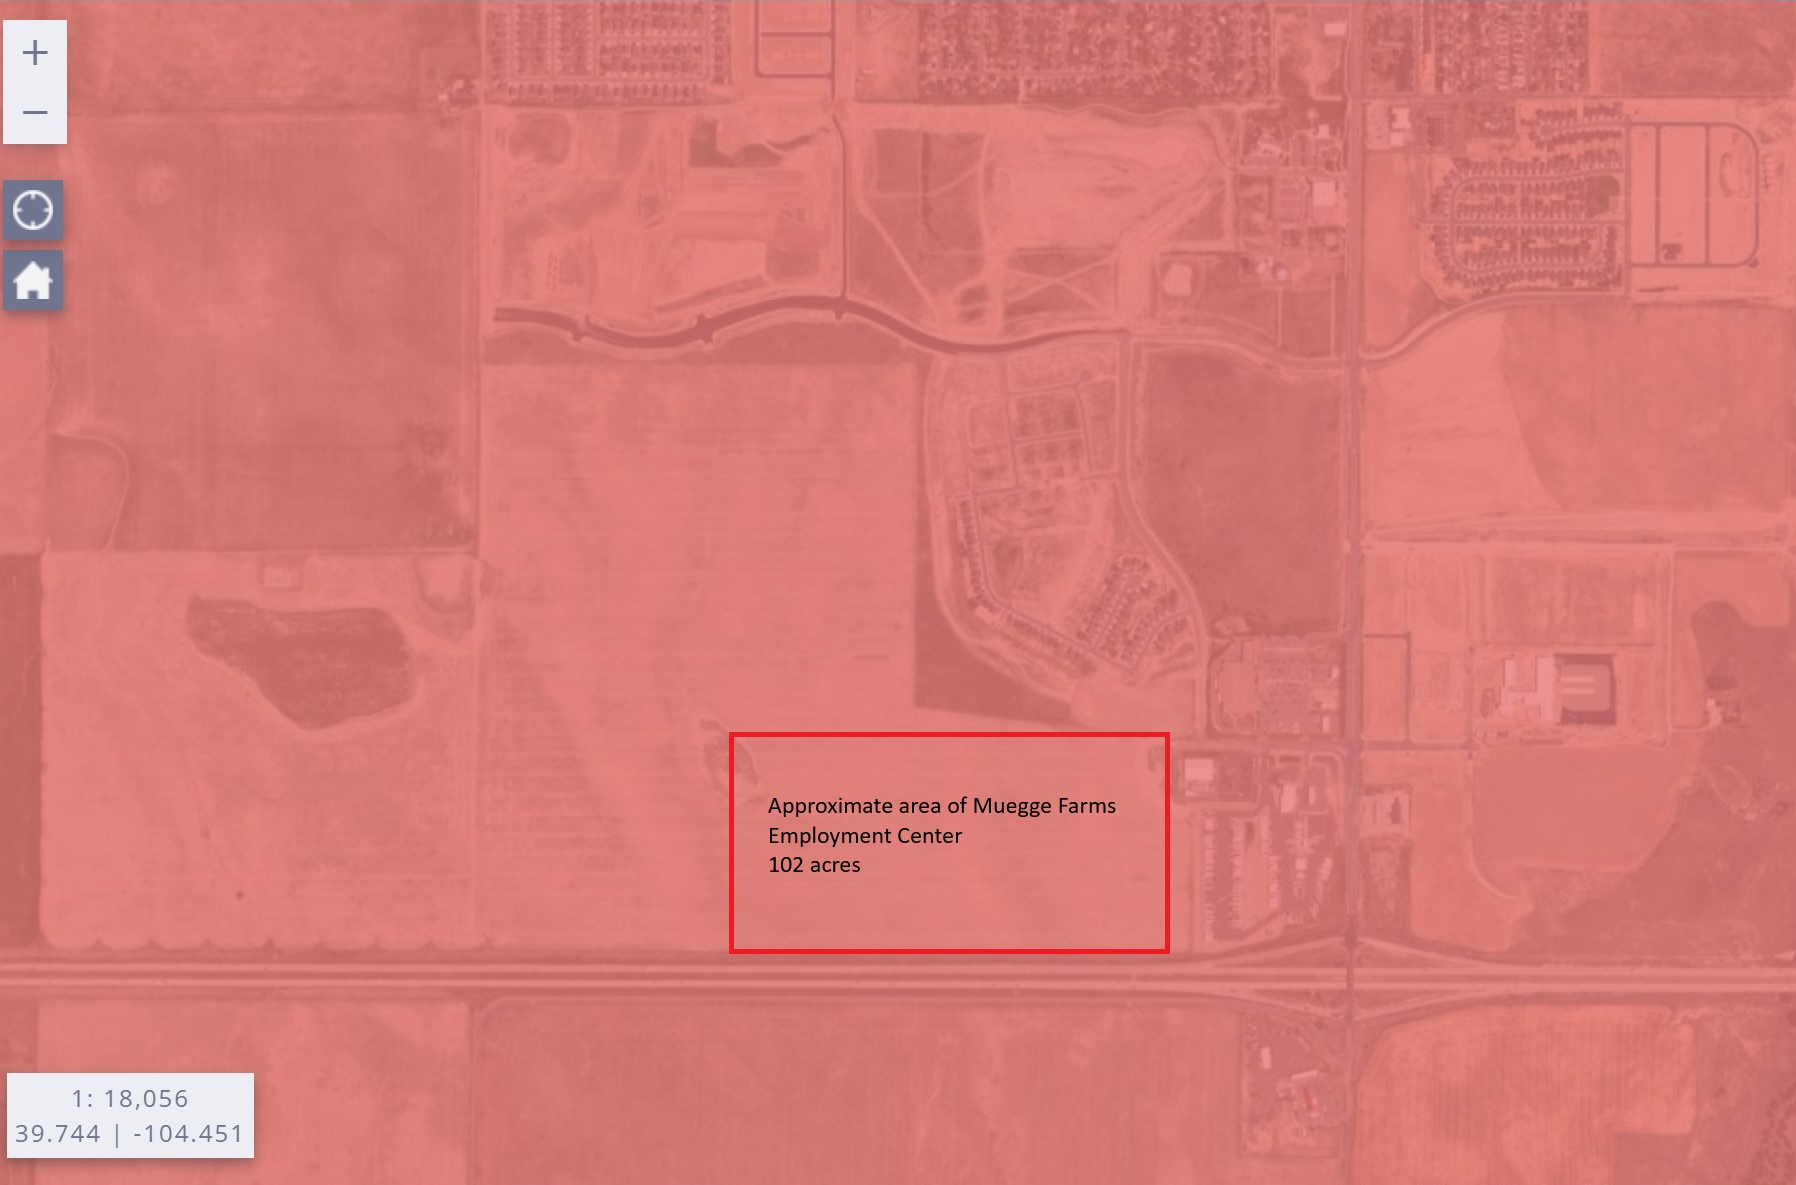 +
−
Approximate area of Muegge Farms
Employment Center
102 acres
1: 18,056
39.744 | -104.451